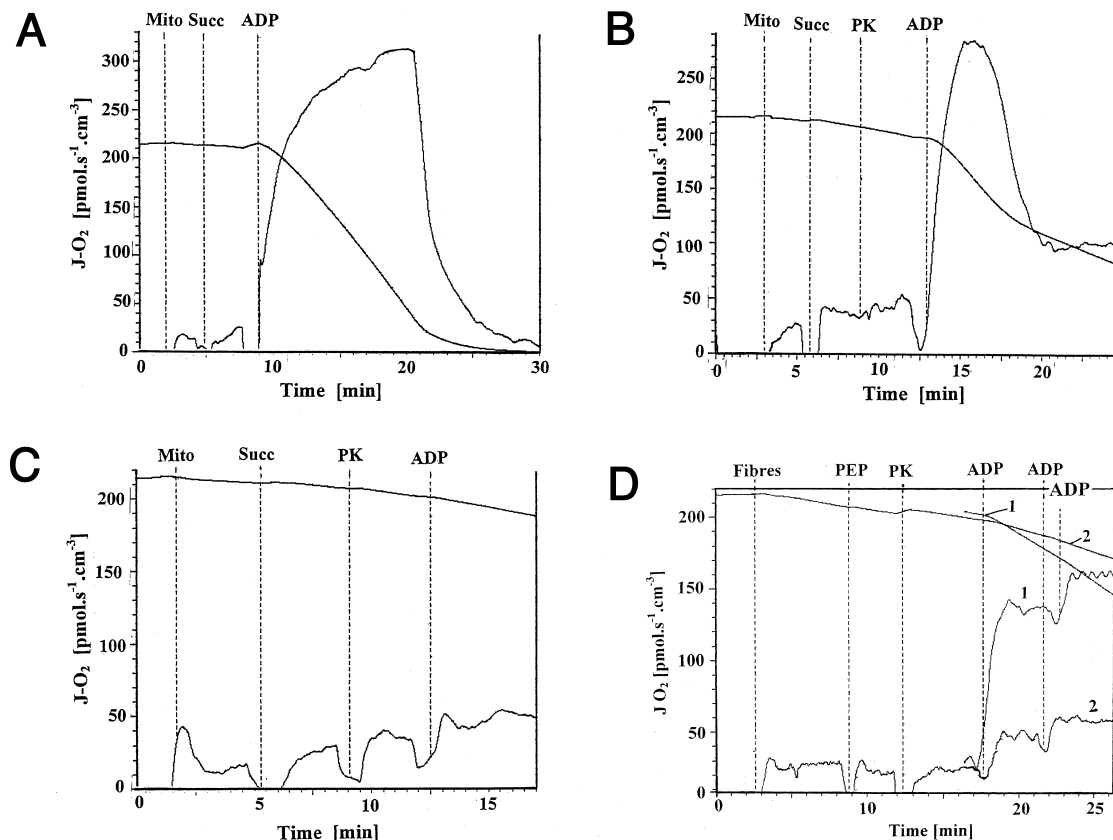 A
Mito Succ ADP
300
250
200
150
100
50
0
J-O₂ [pmol.s⁻¹.cm⁻³]
0 10 20 30
Time [min]
B
Mito Succ PK ADP
250
200
150
100
50
0
J-O₂ [pmol.s⁻¹.cm⁻³]
0 5 10 15 20
Time [min]
C
Mito Succ PK ADP
200
150
100
50
0
J-O₂ [pmol.s⁻¹.cm⁻³]
0 5 10 15
Time [min]
D
Fibres PEP PK ADP ADP
ADP
200
150
100
50
0
J O₂ [pmol.s⁻¹.cm⁻³]
1
2
1
2
0 10 20 25
Time [min]